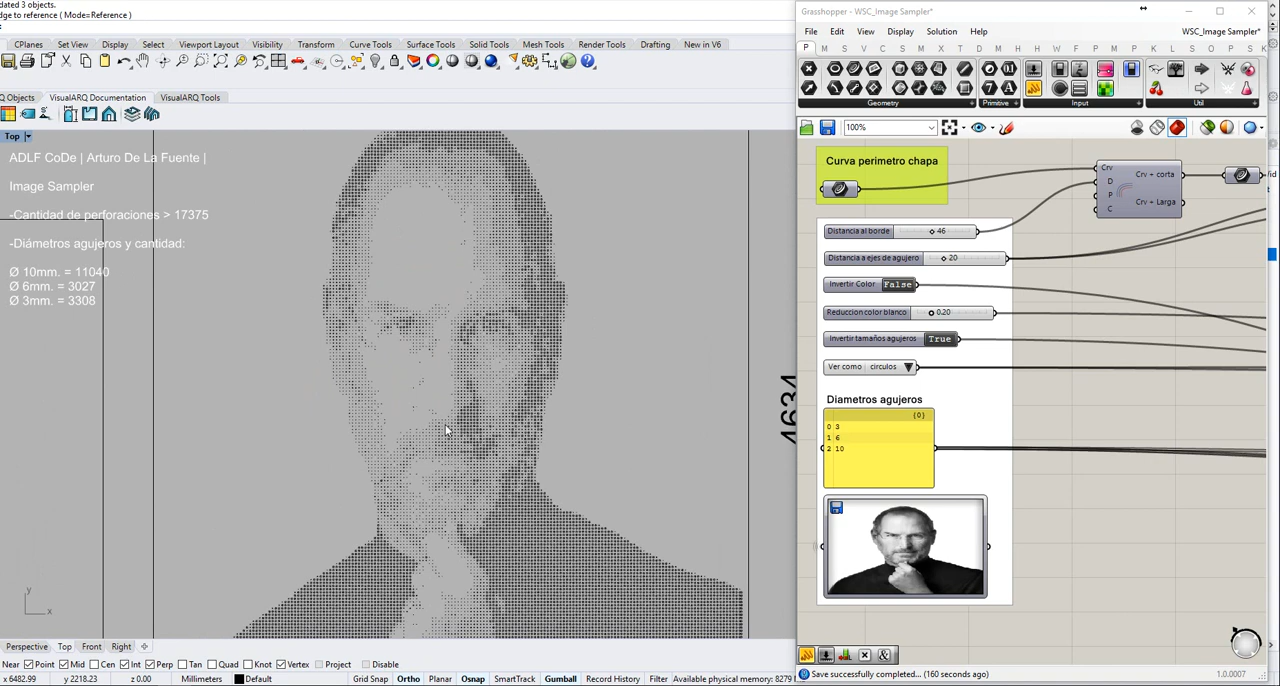 dated 3 objects.
dge to reference ( Mode=Reference )
CPlanes Set View Display Select Viewport Layout Visibility Transform Curve Tools Surface Tools Solid Tools Mesh Tools Render Tools Drafting New in V6
Q Objects VisualARQ Documentation VisualARQ Tools
Top
ADLF CoDe | Arturo De La Fuente |
Image Sampler
-Cantidad de perforaciones > 17375
-Diámetros agujeros y cantidad:
Ø 10mm. = 11040
Ø 6mm. = 3027
Ø 3mm. = 3308
4634
y
x
Perspective Top Front Right
Near Point Mid Cen Int Perp Tan Quad Knot Vertex Project Disable
x 6482.99 y 2218.23 z 0.00 Millimeters Default Grid Snap Ortho Planar Osnap SmartTrack Gumball Record History Filter Available physical memory: 8279 M
Grasshopper - WSC_Image Sampler*
File Edit View Display Solution Help WSC_Image Sampler*
P M S V C S M I X T D M M L H H W L E V T M P K L S O P S K
Geometry Primitive Input Util
100%
Curva perimetro chapa
Crv
D
P
C
Crv + corta
Crv + Larga
Vid
t
Distancia al borde 46
Distancia a ejes de agujero 20
Invertir Color False
Reduccion color blanco 0.20
Invertir tamaños agujeros True
Ver como circulos
Diametros agujeros
{0}
0 3
1 6
2 10
Save successfully completed... (160 seconds ago) 1.0.0007